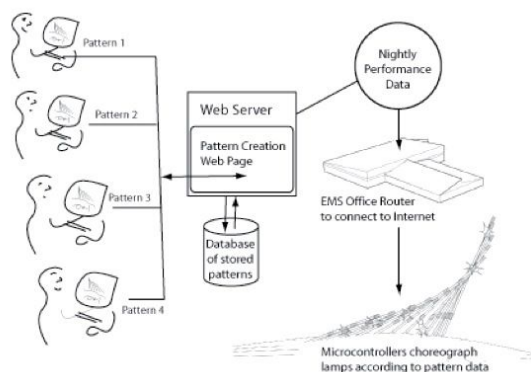 Pattern 1
Pattern 2
Pattern 3
Pattern 4
Web Server
Pattern Creation
Web Page
Database
of stored
patterns
Nightly
Performance
Data
EMS Office Router
to connect to Internet
Microcontrollers choreograph
lamps according to pattern data